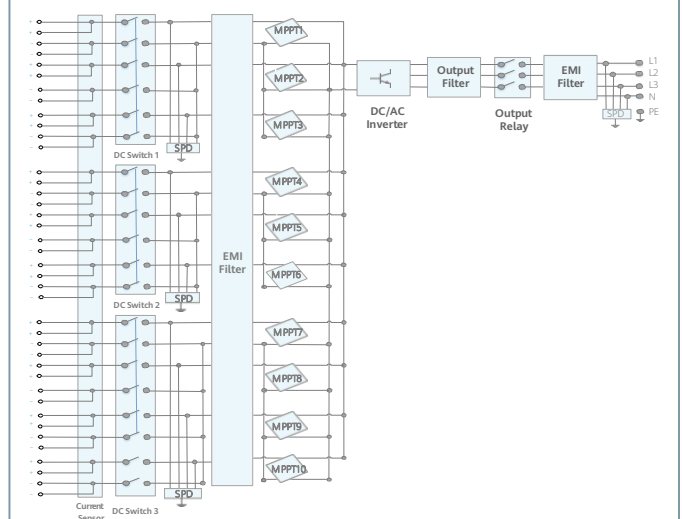 MPPT1
MPPT2
MPPT3
SPD
DC Switch 1
L1
L2
L3
N
PE
SPD
DC/AC
Inverter
Output
Filter
Output
Relay
EMI
Filter
MPPT4
MPPT5
MPPT6
SPD
DC Switch 2
EMI
Filter
MPPT7
MPPT8
MPPT9
MPPT10
SPD
Current
Sensor
DC Switch 3